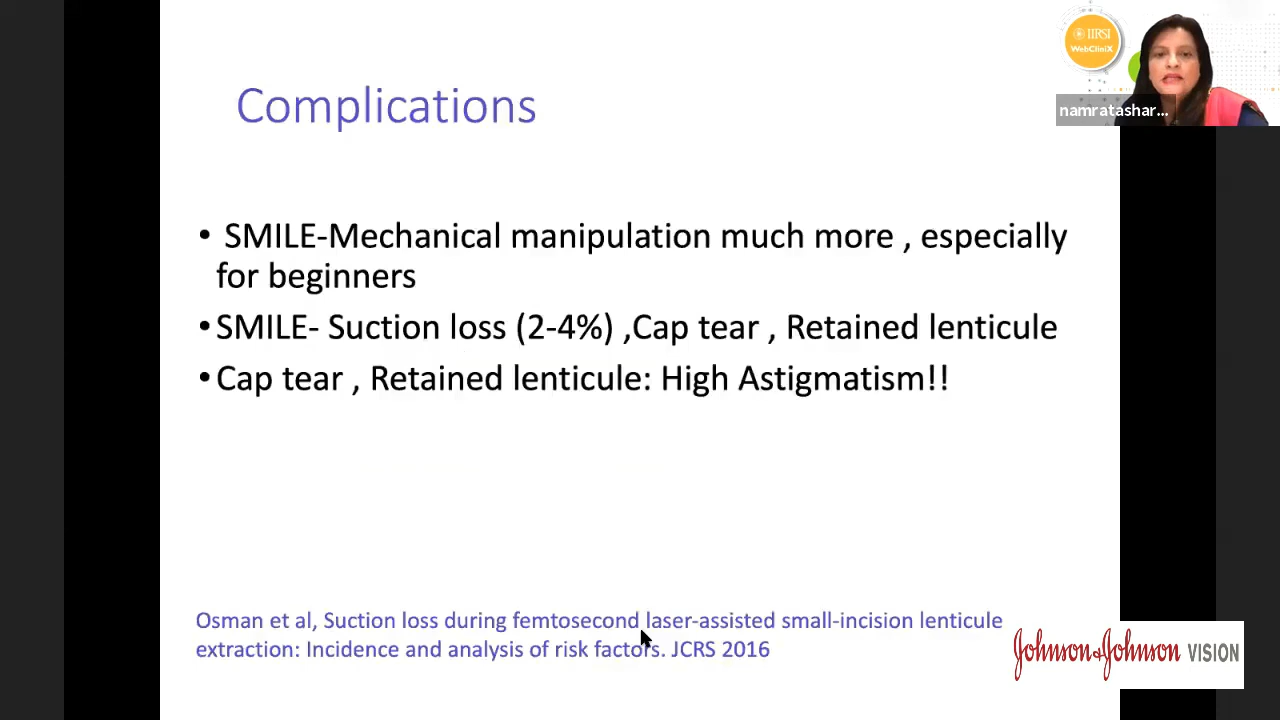 IIRSI
WebCliniX
namratashar...
Complications
• SMILE-Mechanical manipulation much more , especially
for beginners
• SMILE- Suction loss (2-4%) ,Cap tear , Retained lenticule
• Cap tear , Retained lenticule: High Astigmatism!!
Osman et al, Suction loss during femtosecond laser-assisted small-incision lenticule
extraction: Incidence and analysis of risk factors. JCRS 2016
Johnson & Johnson VISION